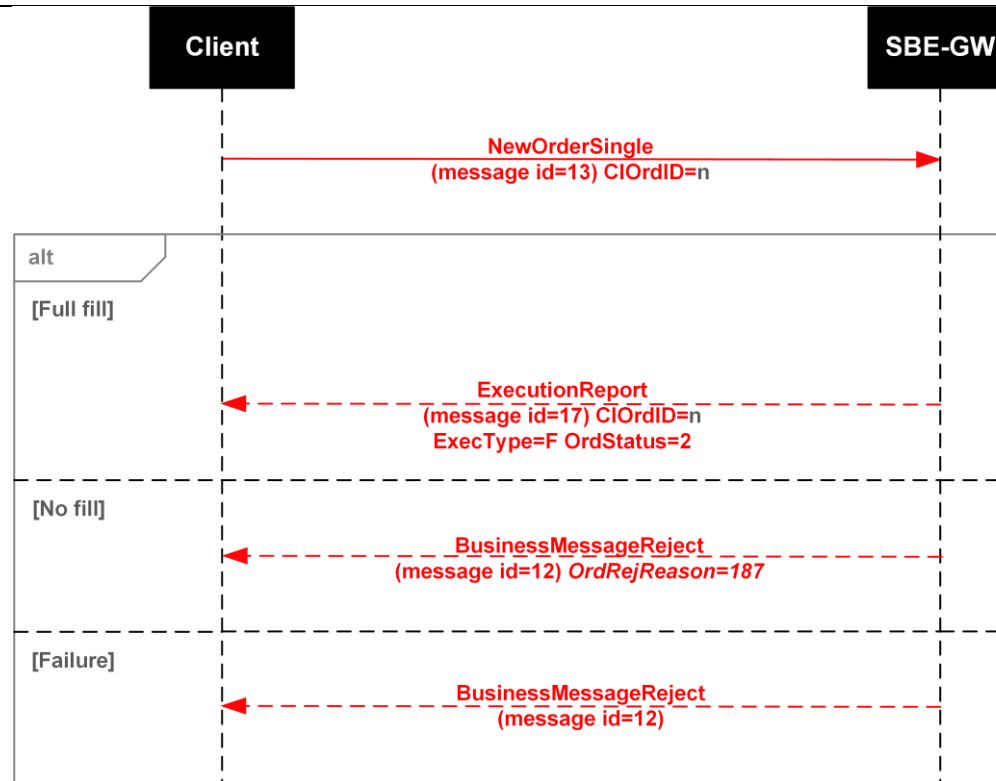 Client
SBE-GW
NewOrderSingle
(message id=13) ClOrdID=n
alt
[Full fill]
ExecutionReport
(message id=17) ClOrdID=n
ExecType=F OrdStatus=2
[No fill]
BusinessMessageReject
(message id=12) OrdRejReason=187
[Failure]
BusinessMessageReject
(message id=12)